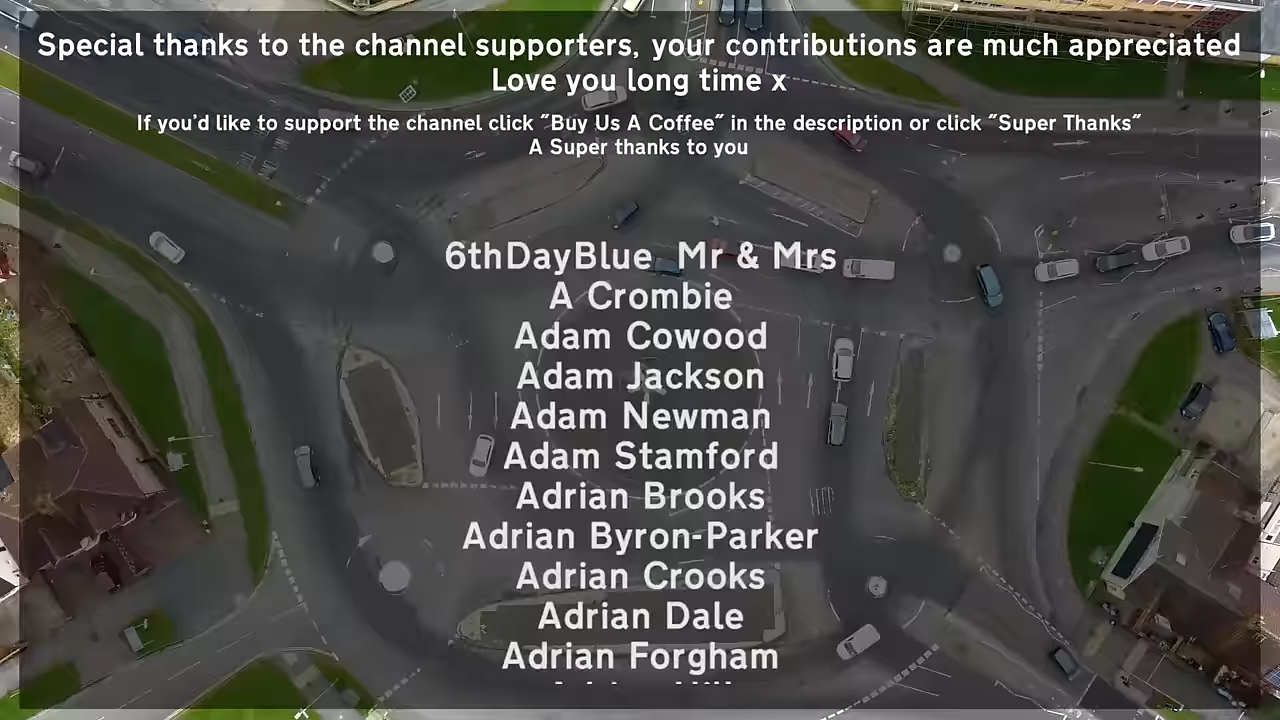 Special thanks to the channel supporters, your contributions are much appreciated
Love you long time x
If you'd like to support the channel click "Buy Us A Coffee" in the description or click "Super Thanks"
A Super thanks to you
6thDayBlue Mr & Mrs
A Crombie
Adam Cowood
Adam Jackson
Adam Newman
Adam Stamford
Adrian Brooks
Adrian Byron-Parker
Adrian Crooks
Adrian Dale
Adrian Forgham